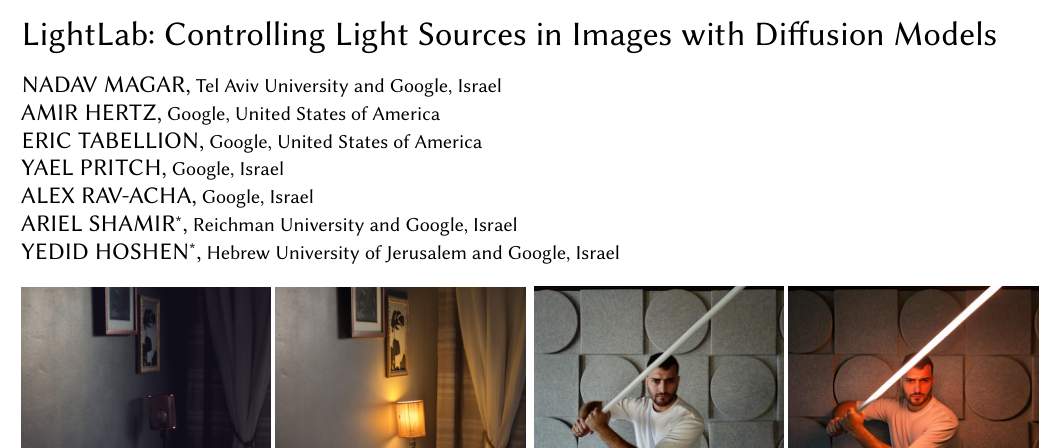 LightLab: Controlling Light Sources in Images with Diffusion Models
NADAV MAGAR, Tel Aviv University and Google, Israel
AMIR HERTZ, Google, United States of America
ERIC TABELLION, Google, United States of America
YAEL PRITCH, Google, Israel
ALEX RAV-ACHA, Google, Israel
ARIEL SHAMIR*, Reichman University and Google, Israel
YEDID HOSHEN*, Hebrew University of Jerusalem and Google, Israel